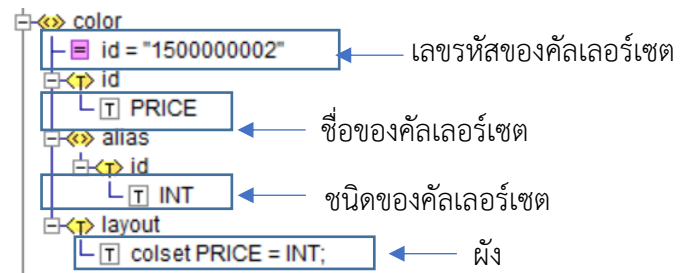 color
id = "1500000002"
เลขรหัสของคัลเลอร์เซต
id
T PRICE
ชื่อของคัลเลอร์เซต
alias
id
T INT
ชนิดของคัลเลอร์เซต
layout
T colset PRICE = INT;
ผัง